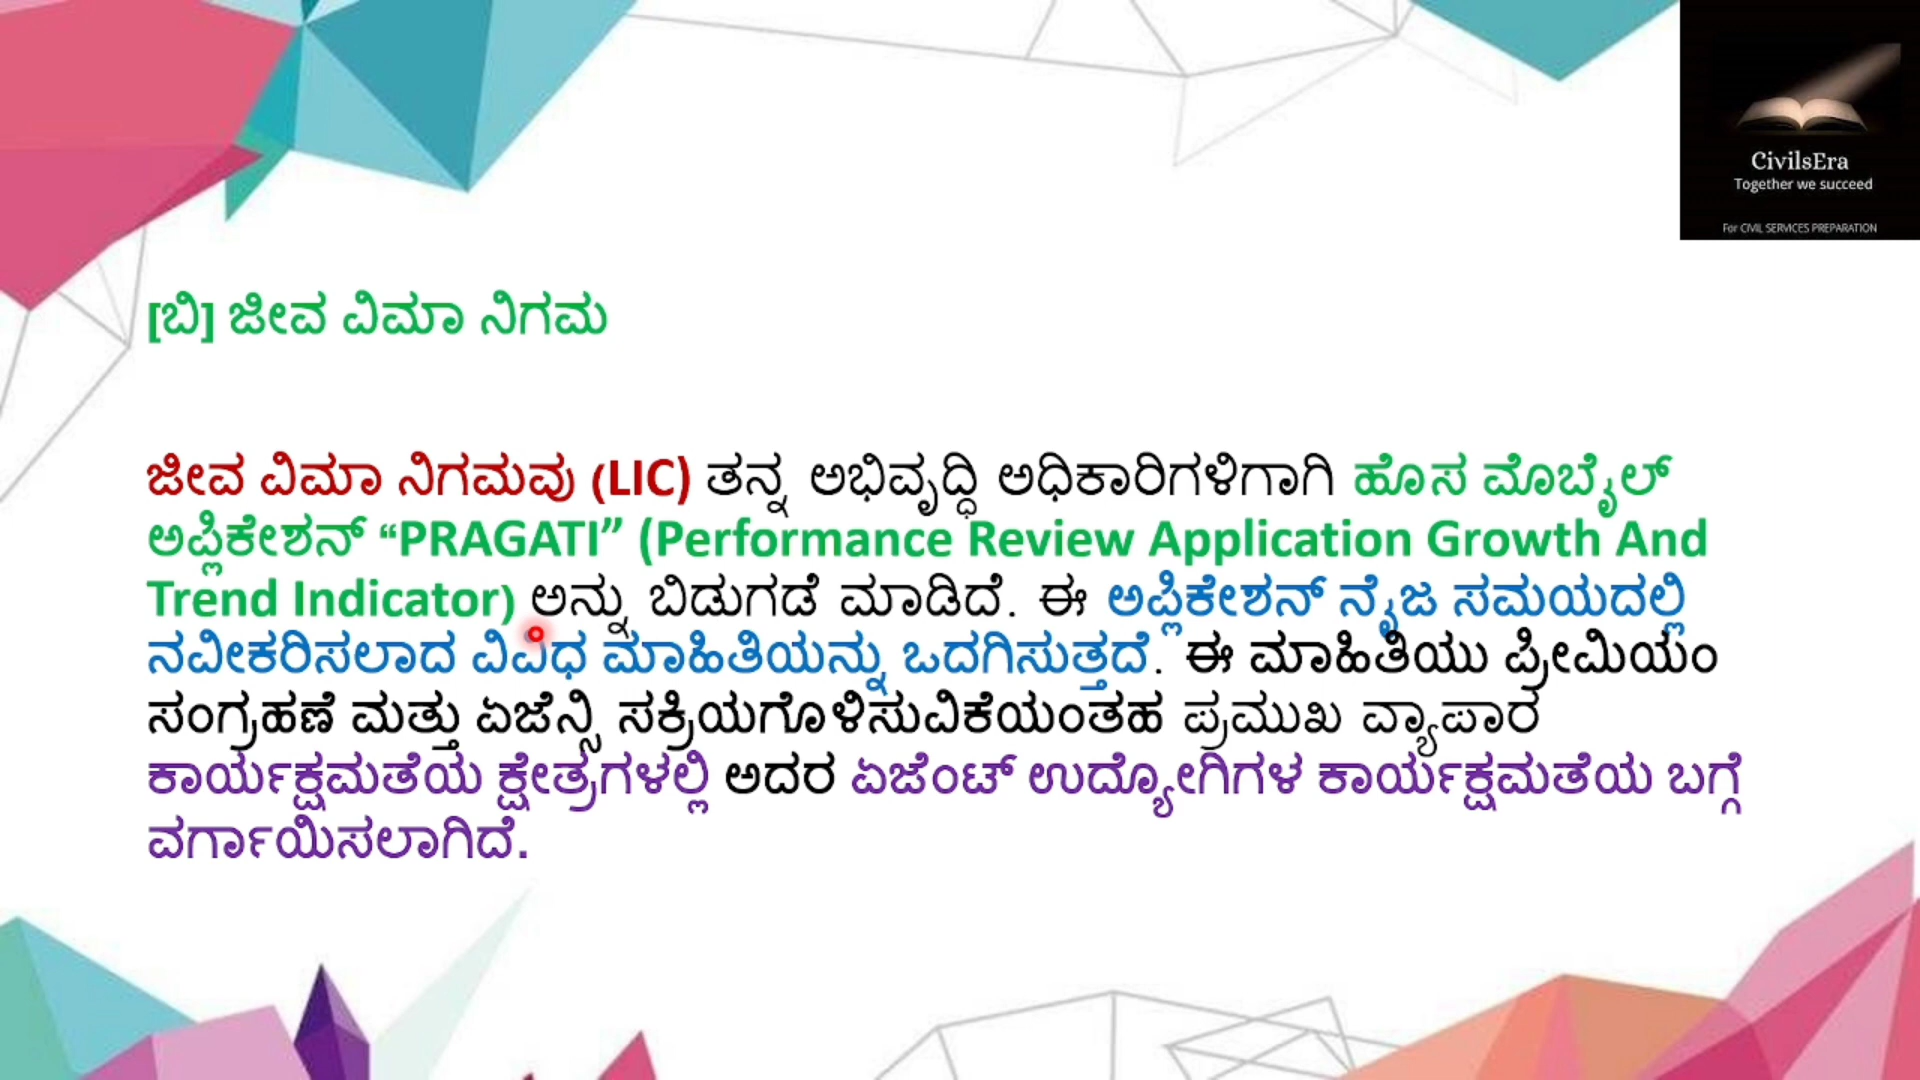 CivilsEra
Together we succeed
For CIVIL SERVICES PREPARATION
[ಬಿ] ಜೀವ ವಿಮಾ ನಿಗಮ
ಜೀವ ವಿಮಾ ನಿಗಮವು (LIC) ತನ್ನ ಅಭಿವೃದ್ಧಿ ಅಧಿಕಾರಿಗಳಿಗಾಗಿ ಹೊಸ ಮೊಬೈಲ್
ಅಪ್ಲಿಕೇಶನ್ “PRAGATI” (Performance Review Application Growth And
Trend Indicator) ಅನ್ನು ಬಿಡುಗಡೆ ಮಾಡಿದೆ. ಈ ಅಪ್ಲಿಕೇಶನ್ ನೈಜ ಸಮಯದಲ್ಲಿ
ನವೀಕರಿಸಲಾದ ವಿವಿಧ ಮಾಹಿತಿಯನ್ನು ಒದಗಿಸುತ್ತದೆ. ಈ ಮಾಹಿತಿಯು ಪ್ರೀಮಿಯಂ
ಸಂಗ್ರಹಣೆ ಮತ್ತು ಏಜೆನ್ಸಿ ಸಕ್ರಿಯಗೊಳಿಸುವಿಕೆಯಂತಹ ಪ್ರಮುಖ ವ್ಯಾಪಾರ
ಕಾರ್ಯಕ್ಷಮತೆಯ ಕ್ಷೇತ್ರಗಳಲ್ಲಿ ಅದರ ಏಜೆಂಟ್ ಉದ್ಯೋಗಿಗಳ ಕಾರ್ಯಕ್ಷಮತೆಯ ಬಗ್ಗೆ
ವರ್ಗಾಯಿಸಲಾಗಿದೆ.